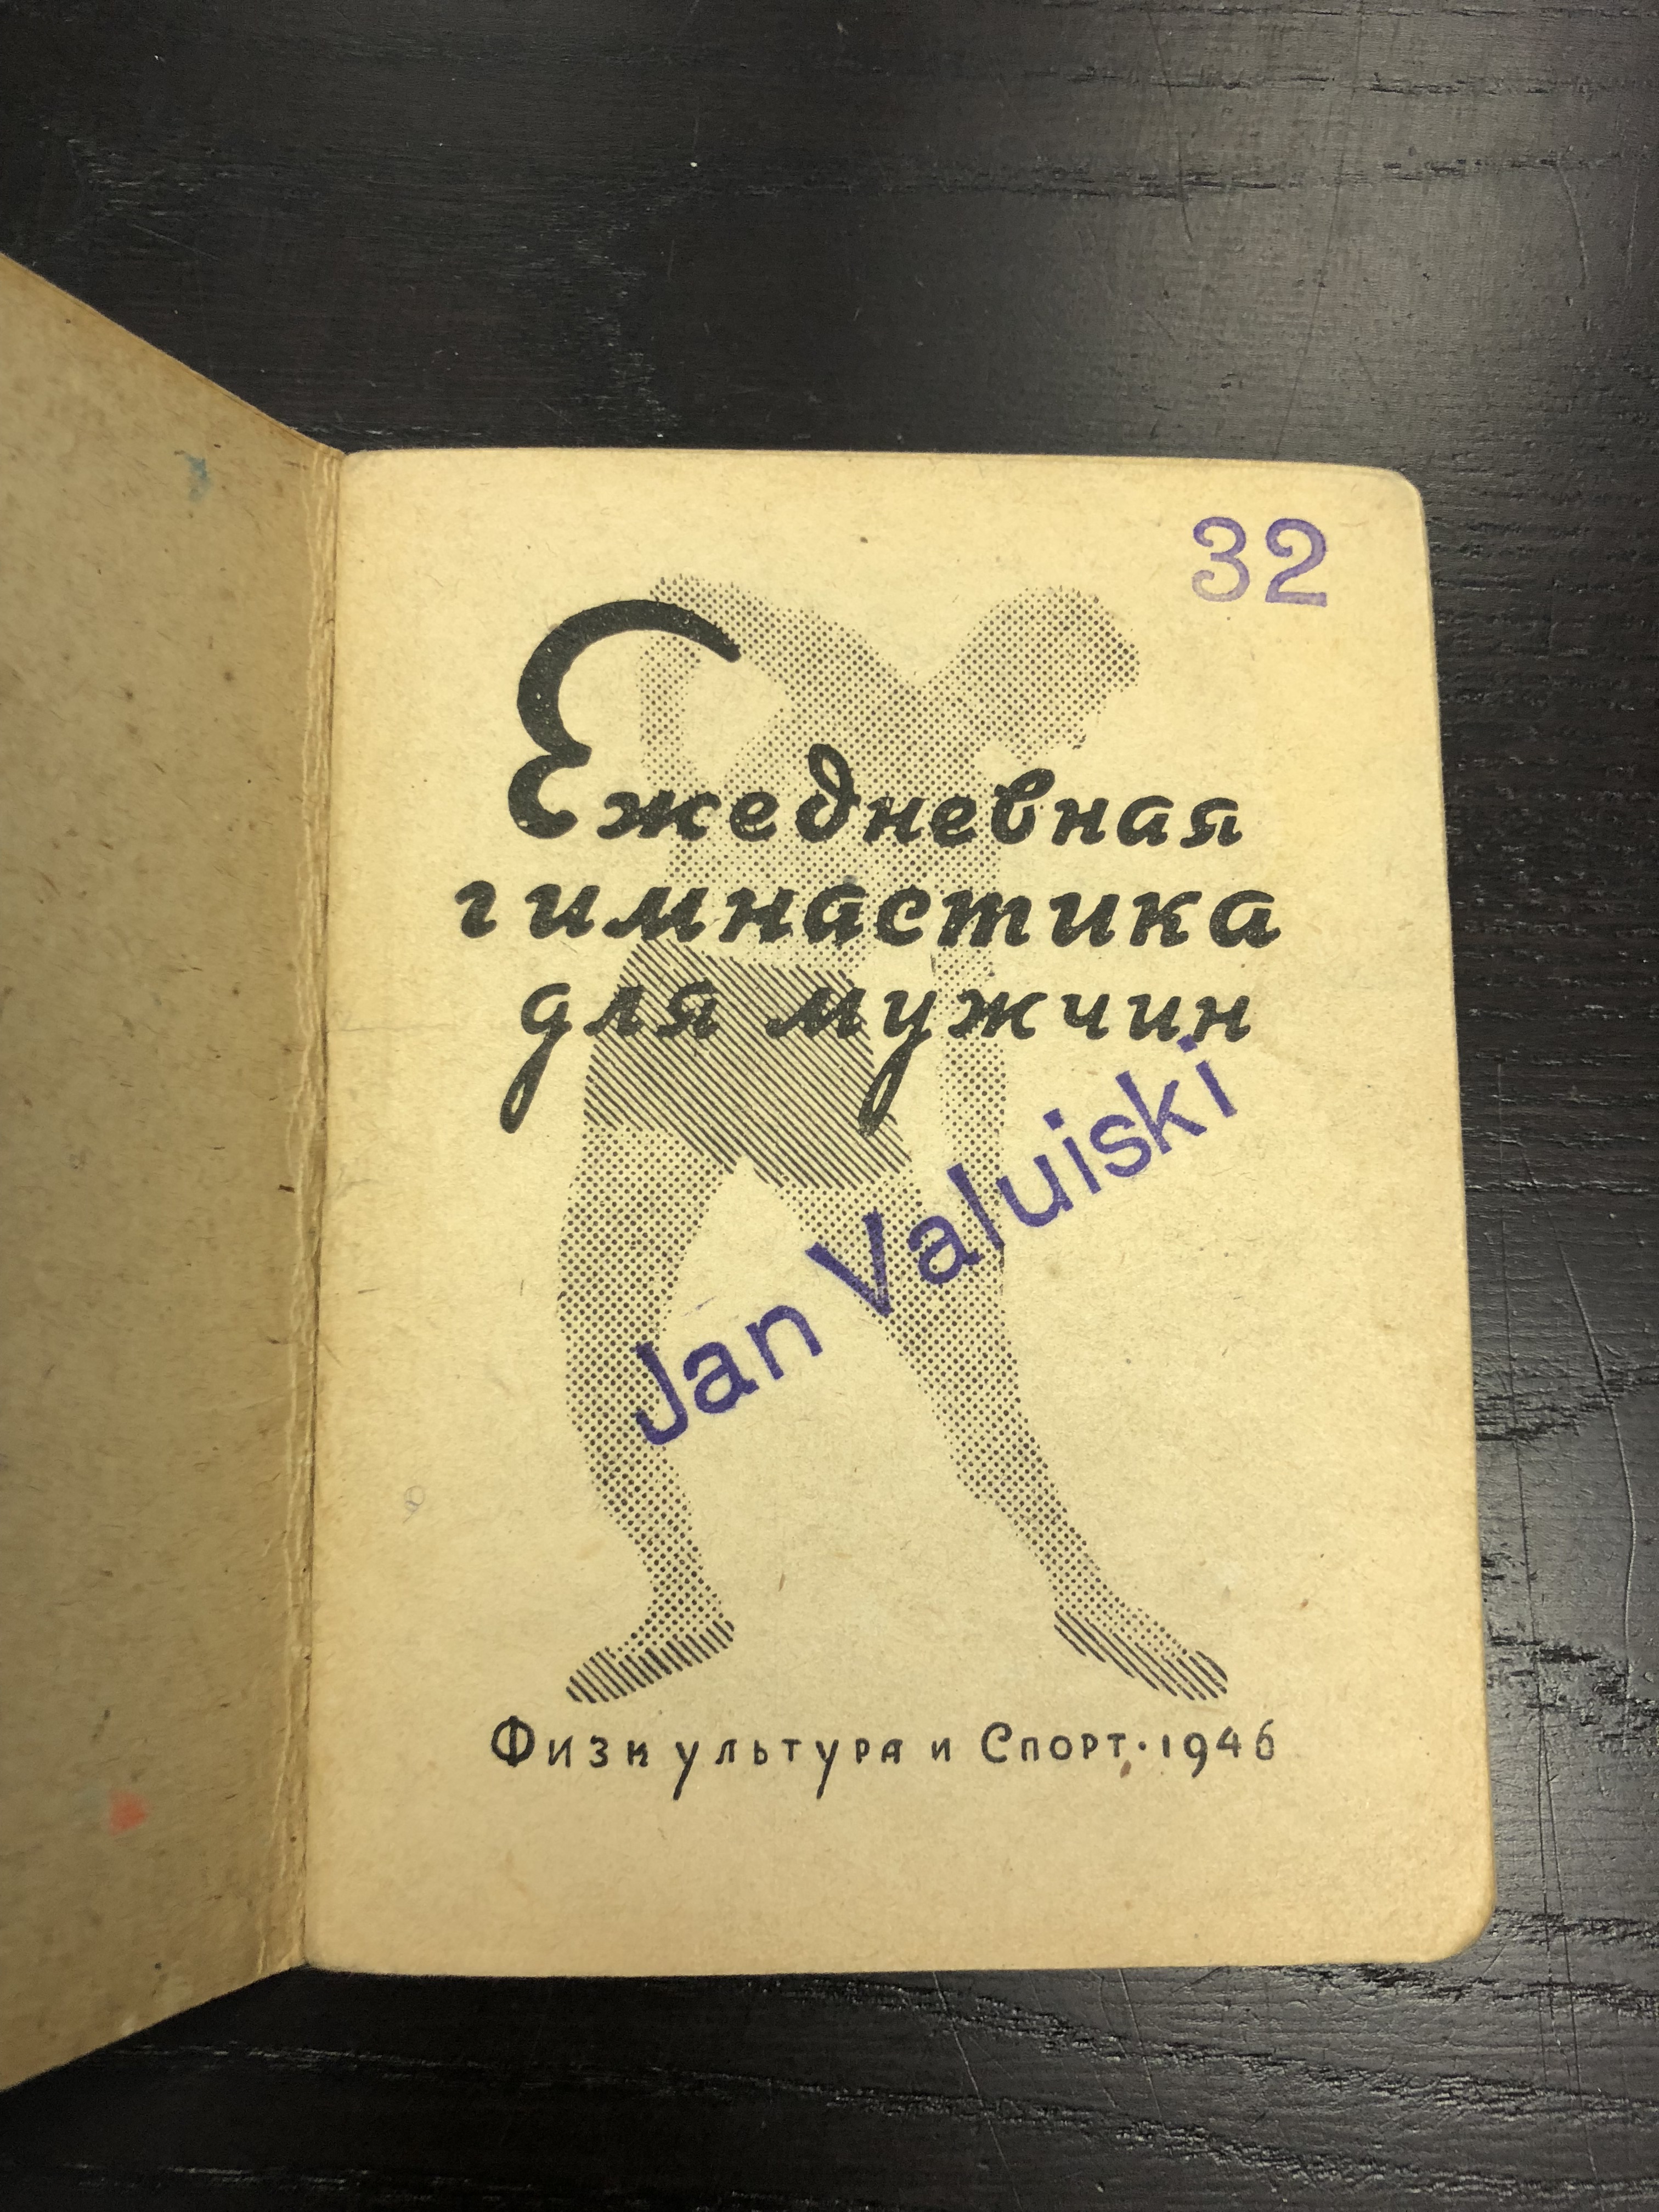 32
Ежедневная
гимнастика
для мужчин
Jan Valuiski
Физкультура и Спорт·1946